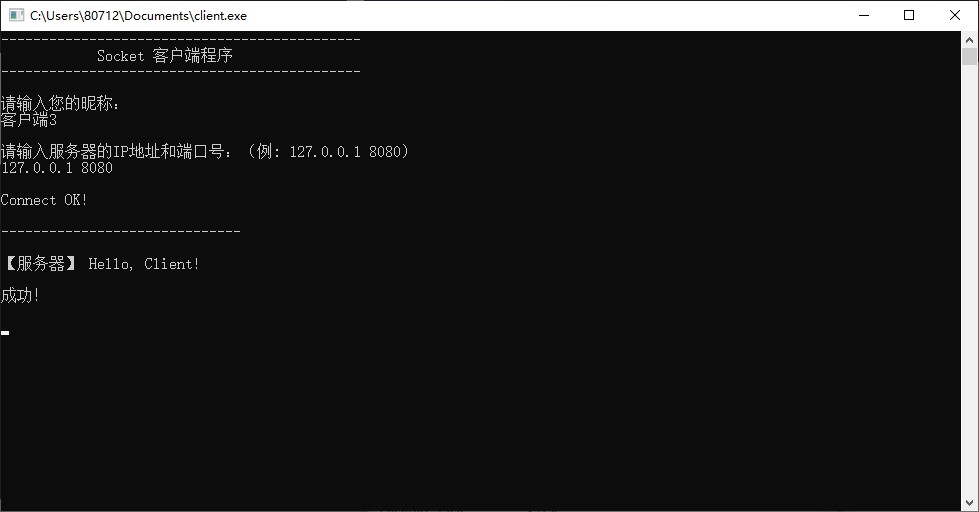 C:\Users\80712\Documents\client.exe
---------------------------------------------
Socket 客户端程序
---------------------------------------------
请输入您的昵称：
客户端3
请输入服务器的IP地址和端口号：（例: 127.0.0.1 8080）
127.0.0.1 8080
Connect OK!
------------------------------
【服务器】 Hello, Client!
成功!